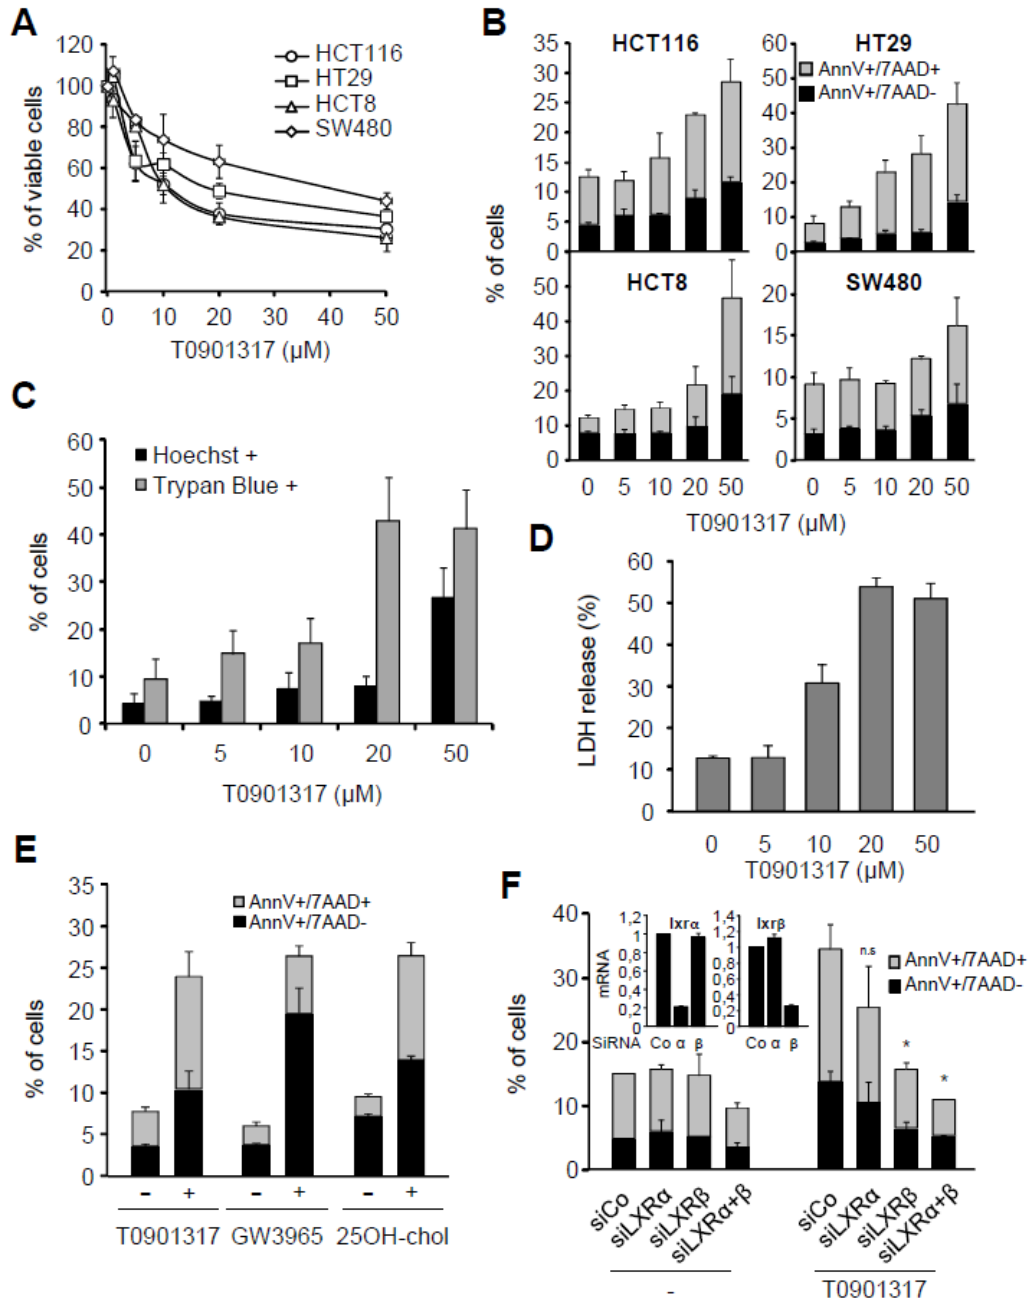 A
% of viable cells
120
100
80
60
40
20
0
HCT116
HT29
HCT8
SW480
0 10 20 30 40 50
T0901317 (µM)
B
% of cells
HCT116
35
30
25
20
15
10
5
0
HT29
60
50
40
30
20
10
0
AnnV+/7AAD+
AnnV+/7AAD-
HCT8
50
40
30
20
10
0
SW480
20
15
10
5
0
0 5 10 20 50
0 5 10 20 50
T0901317 (µM)
C
% of cells
60
50
40
30
20
10
0
Hoechst +
Trypan Blue +
0 5 10 20 50
T0901317 (µM)
D
LDH release (%)
60
50
40
30
20
10
0
0 5 10 20 50
T0901317 (µM)
E
% of cells
35
30
25
20
15
10
5
0
AnnV+/7AAD+
AnnV+/7AAD-
- + - + - +
T0901317 GW3965 25OH-chol
F
% of cells
40
30
20
10
0
mRNA
lxrα
1,2
1
0,8
0,6
0,4
0,2
0
lxrβ
1,4
1,2
1
0,8
0,6
0,4
0,2
0
SiRNA Co α β Co α β
n.s
*
*
AnnV+/7AAD+
AnnV+/7AAD-
siCo siLXRα siLXRβ siLXRα+β
siCo siLXRα siLXRβ siLXRα+β
- T0901317